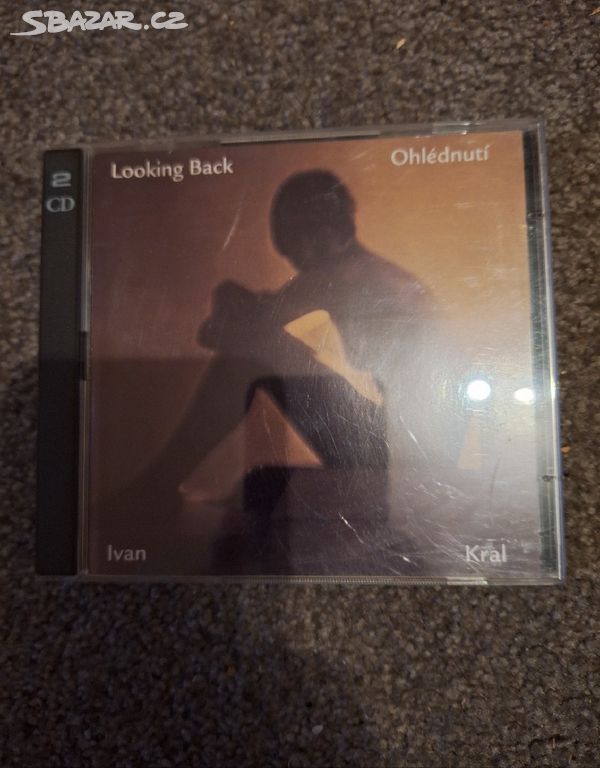 SBAZAR.CZ
Looking Back
Ohlédnutí
2
CD
Ivan
Kral